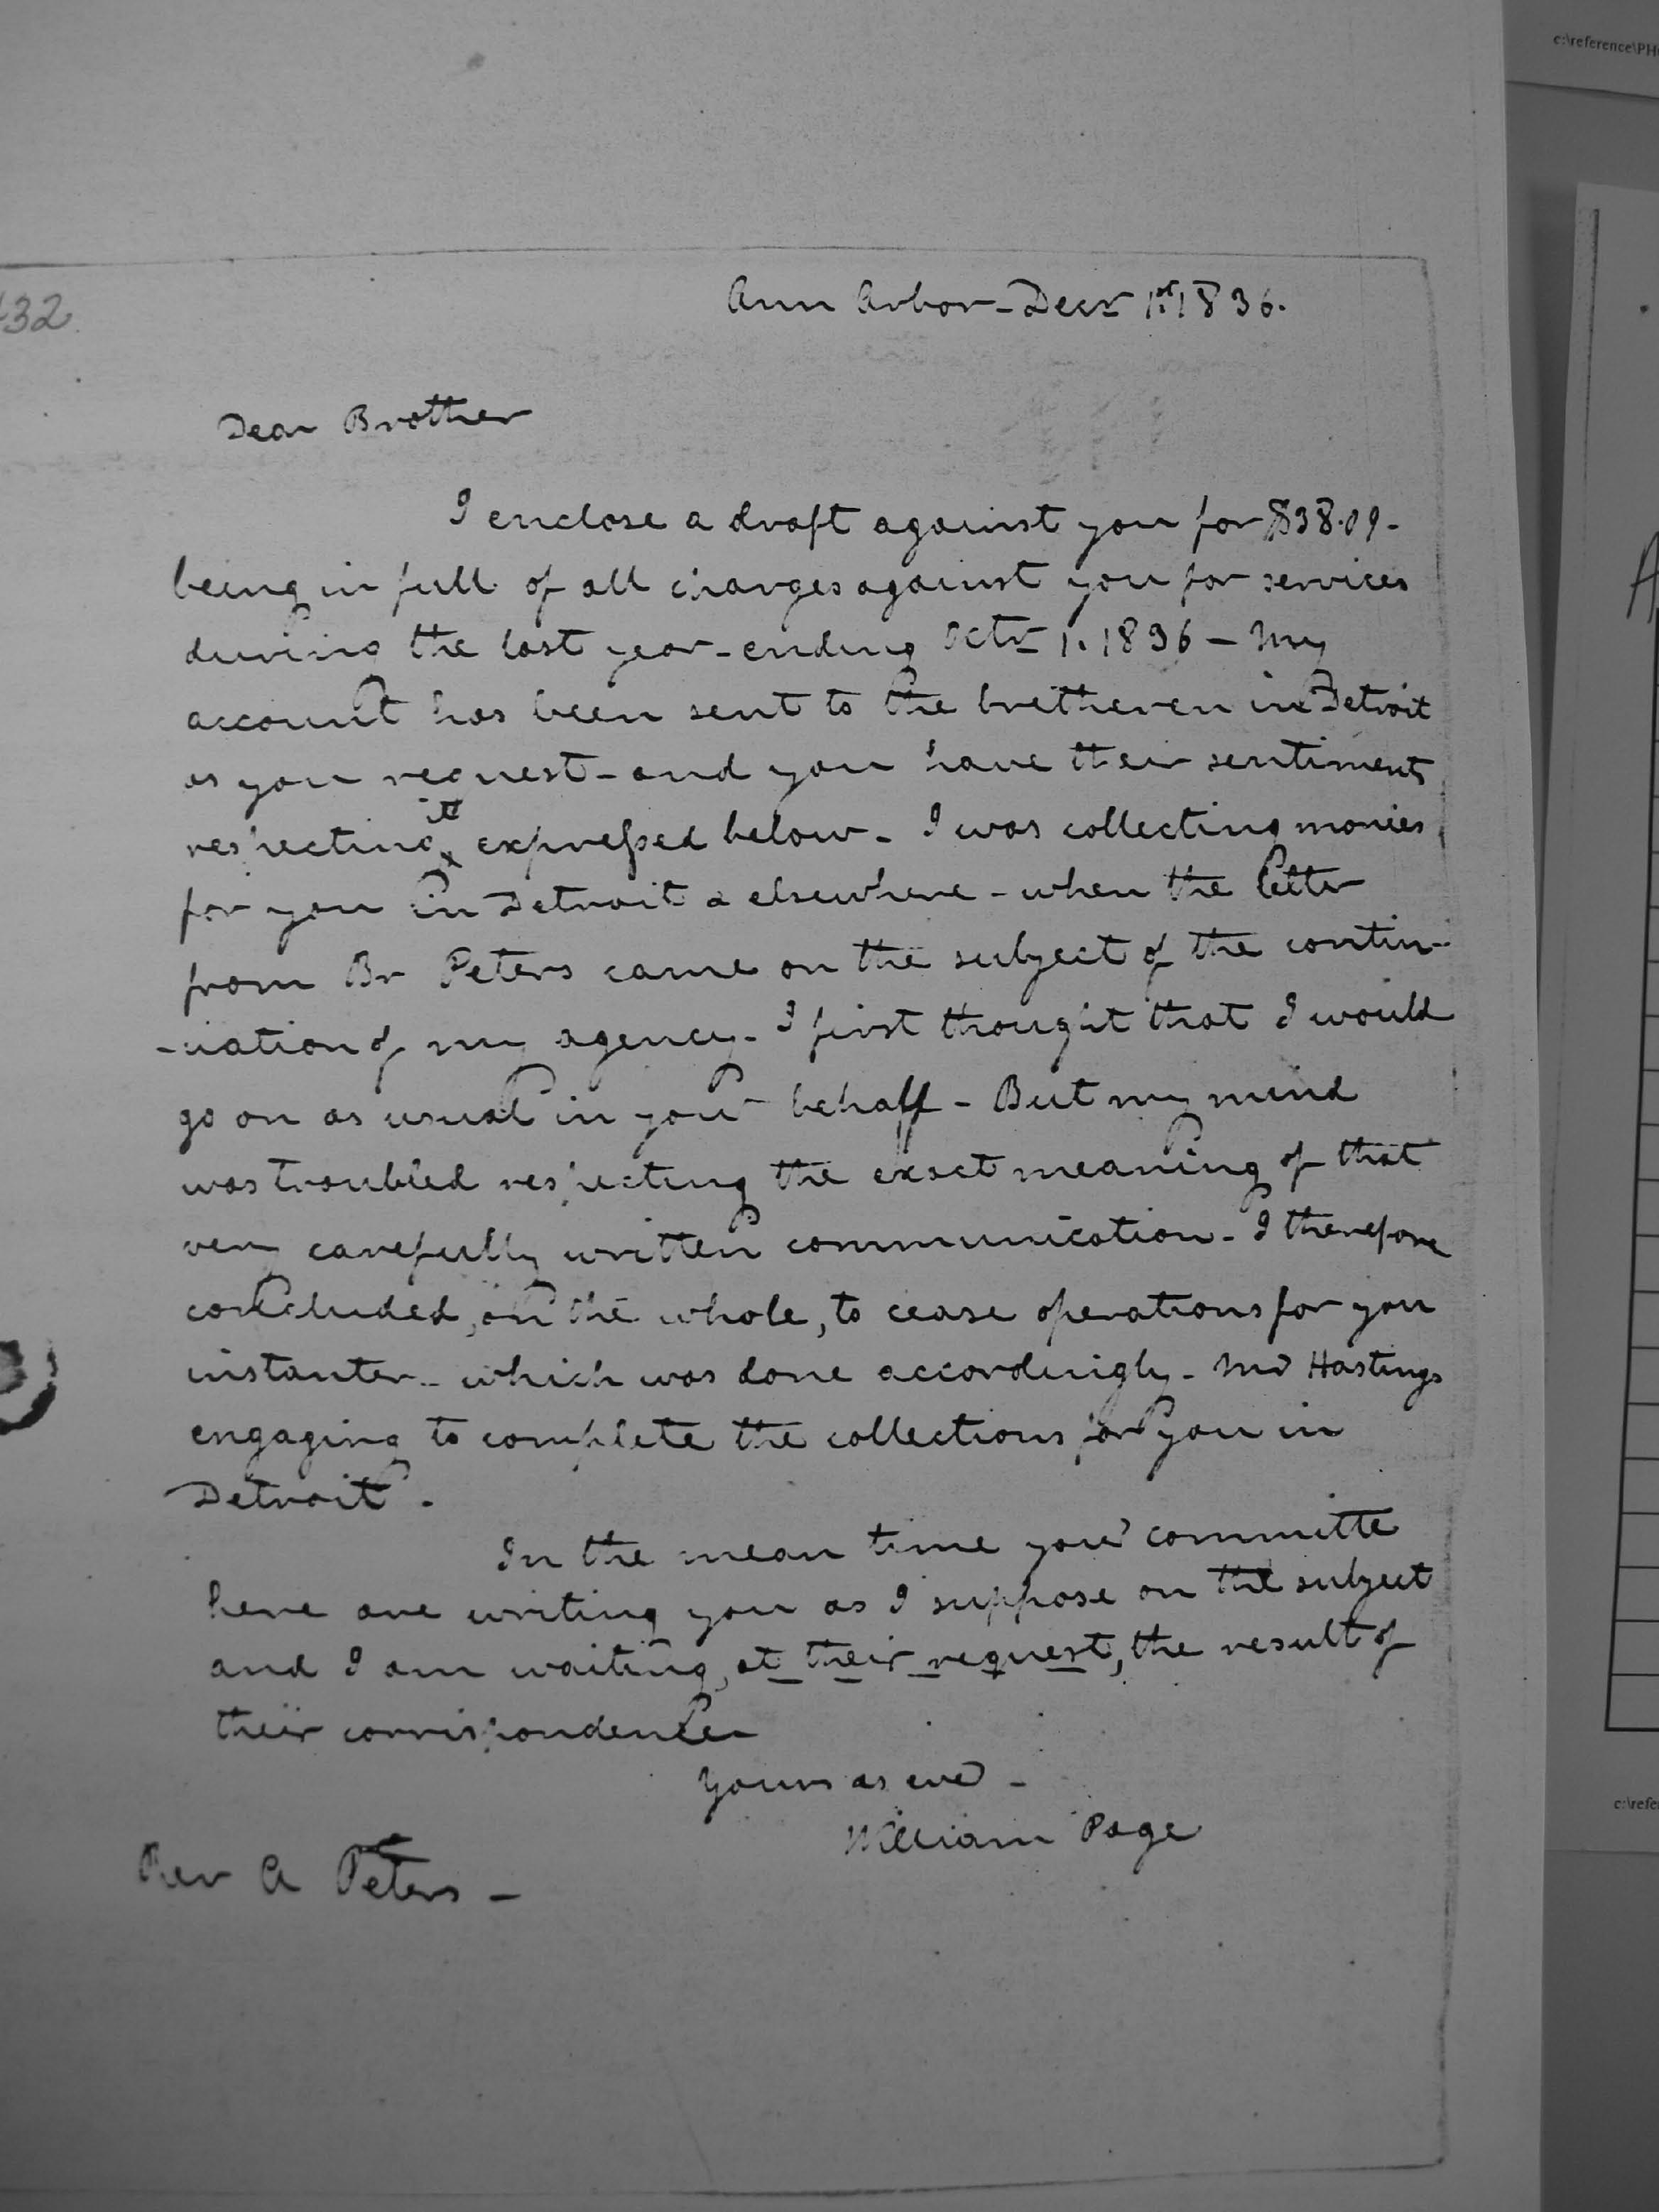 c:\reference\PH
432
Ann Arbor - Decr 1st 1836.
Dear Brother
I enclose a draft against you for $38.09-
being in full of all charges against you for services
during the last year - ending Octr 1. 1836 - My
account has been sent to the bretheren in Detroit
as you request - and you have their sentiments
respecting it expressed below - I was collecting monies
for you in Detroit & elsewhere - when the letter
from Br Peters came on the subject of the contin-
-uation of my agency - I first thought that I would
go on as usual in your behalf - But my mind
was troubled respecting the exact meaning of that
very carefully written communication - I therefore
concluded, on the whole, to cease operations for you
instanter - which was done accordingly - Mr Hastings
engaging to complete the collections for you in
Detroit.
In the mean time your committe
here are writing you as I suppose on the subject
and I am waiting, at their request, the result of
their correspondence
Yours as ever -
William Page
Rev A Peters -
c:\refe